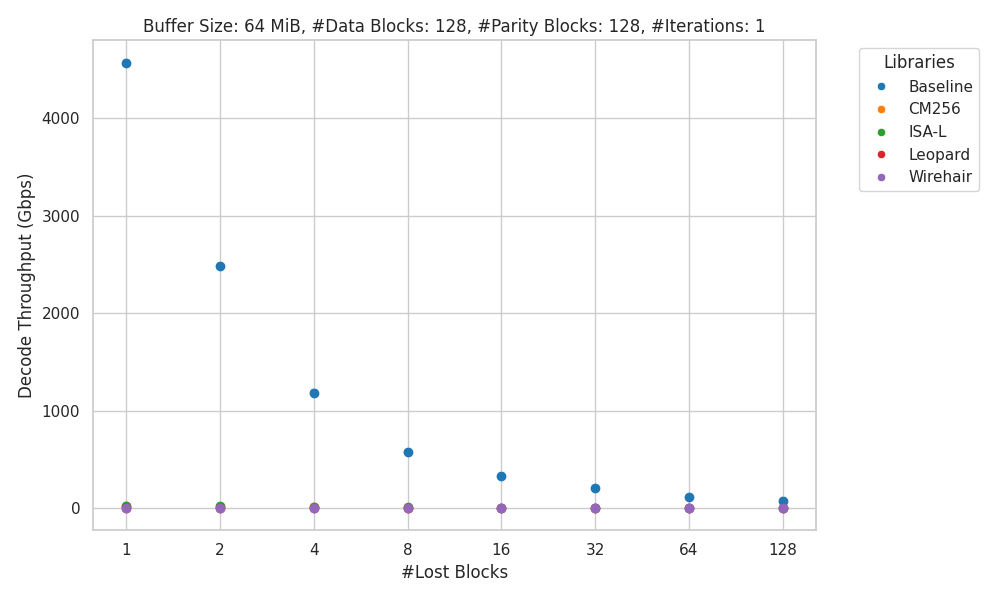 Buffer Size: 64 MiB, #Data Blocks: 128, #Parity Blocks: 128, #Iterations: 1
Libraries
Baseline
CM256
ISA-L
Leopard
Wirehair
Decode Throughput (Gbps)
4000
3000
2000
1000
0
1 2 4 8 16 32 64 128
#Lost Blocks